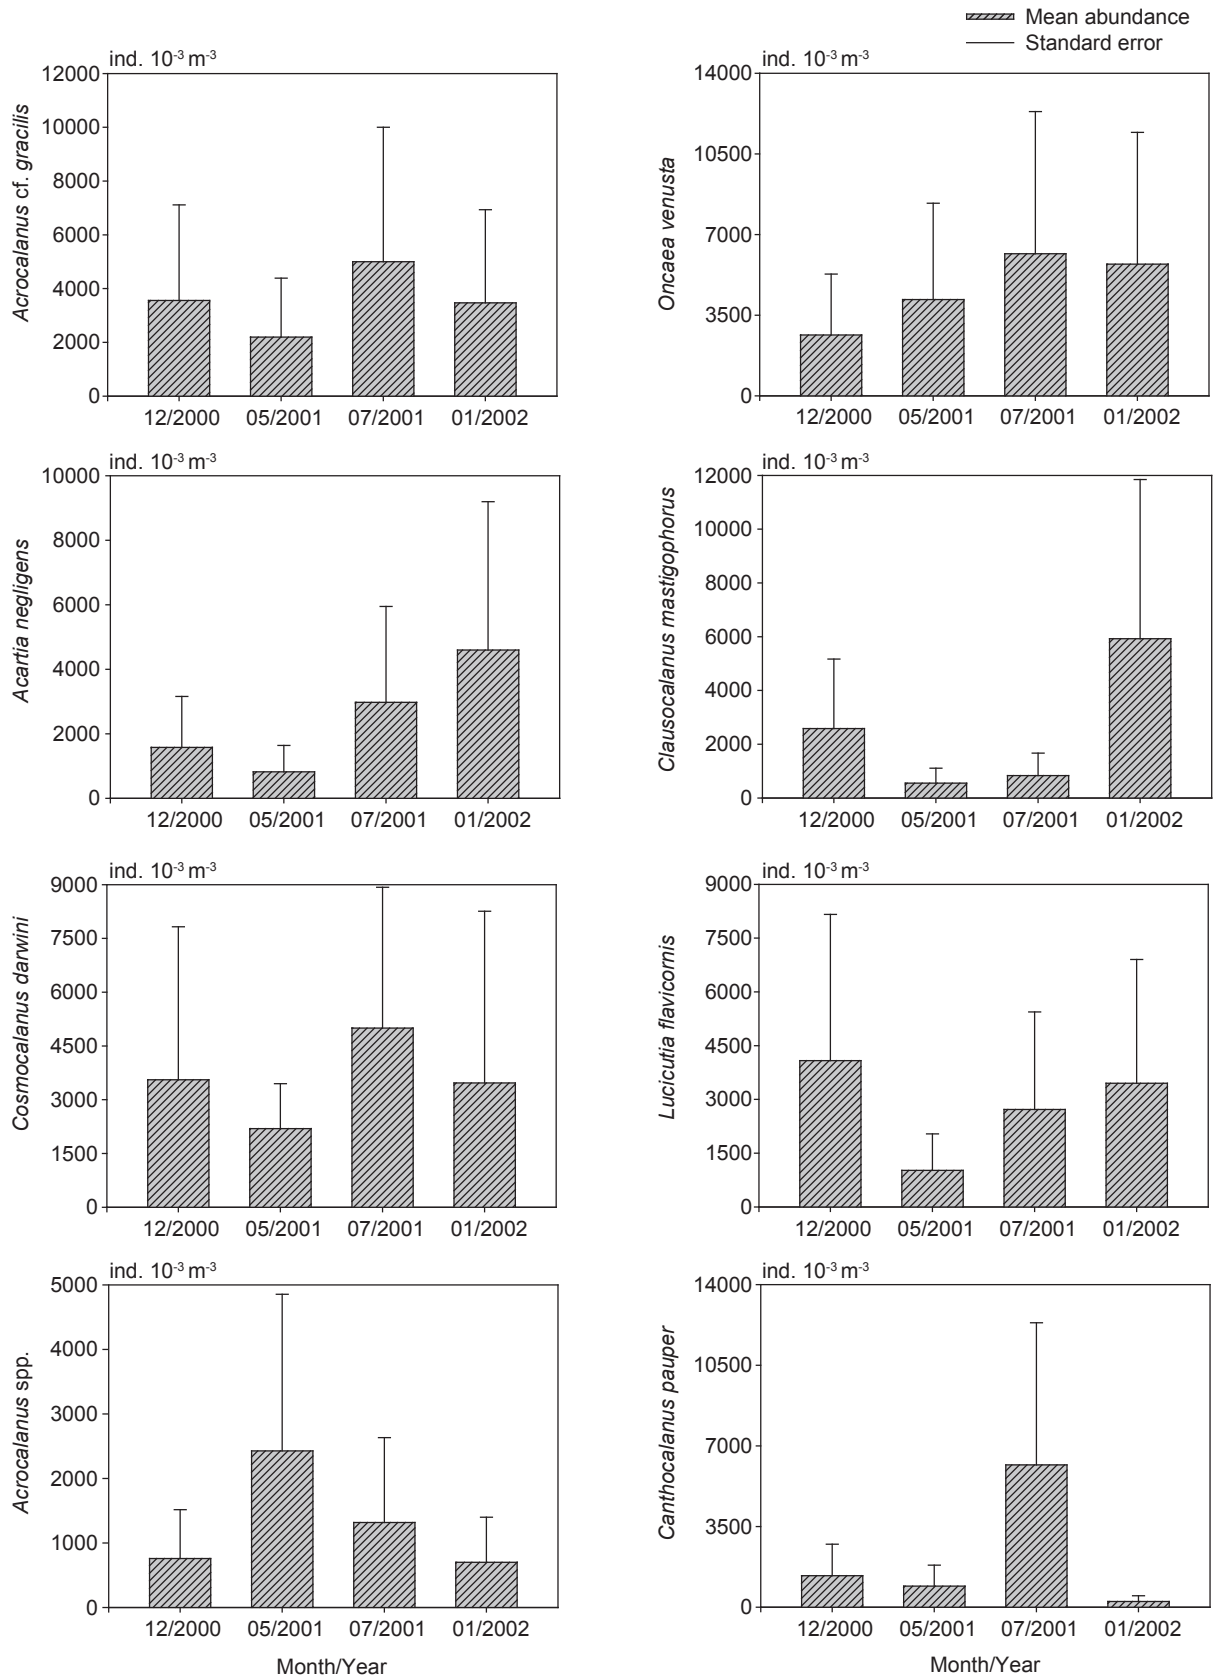 Mean abundance
Standard error
ind. 10-3 m-3
12000
10000
8000
6000
4000
2000
0
Acrocalanus cf. gracilis
12/2000 05/2001 07/2001 01/2002
ind. 10-3 m-3
14000
10500
7000
3500
0
Oncaea venusta
12/2000 05/2001 07/2001 01/2002
ind. 10-3 m-3
10000
8000
6000
4000
2000
0
Acartia negligens
12/2000 05/2001 07/2001 01/2002
ind. 10-3 m-3
12000
10000
8000
6000
4000
2000
0
Clausocalanus mastigophorus
12/2000 05/2001 07/2001 01/2002
ind. 10-3 m-3
9000
7500
6000
4500
3000
1500
0
Cosmocalanus darwini
12/2000 05/2001 07/2001 01/2002
ind. 10-3 m-3
9000
7500
6000
4500
3000
1500
0
Lucicutia flavicornis
12/2000 05/2001 07/2001 01/2002
ind. 10-3 m-3
5000
4000
3000
2000
1000
0
Acrocalanus spp.
12/2000 05/2001 07/2001 01/2002
Month/Year
ind. 10-3 m-3
14000
10500
7000
3500
0
Canthocalanus pauper
12/2000 05/2001 07/2001 01/2002
Month/Year